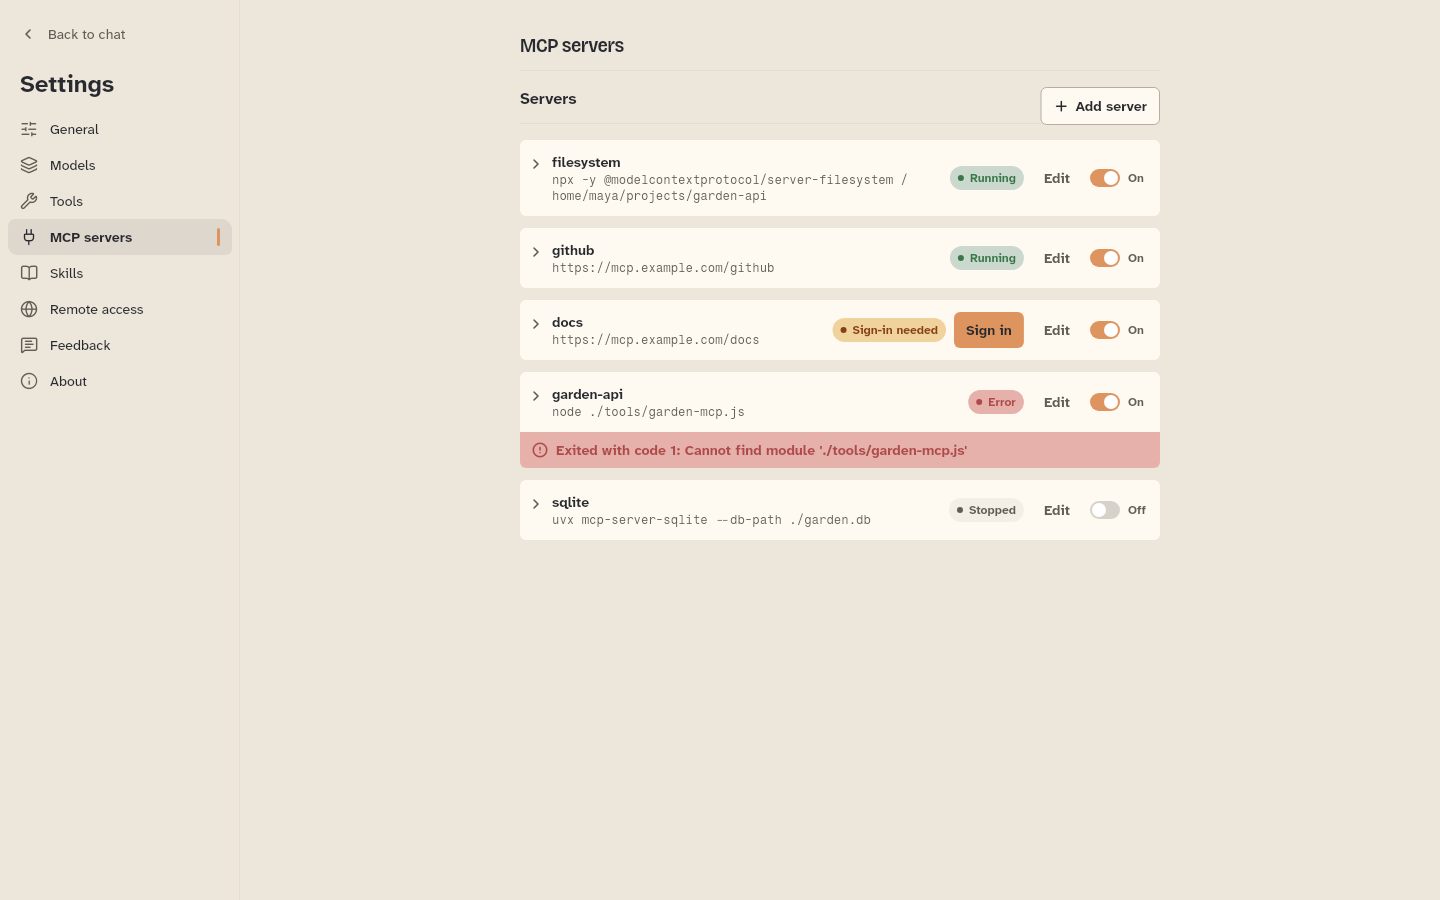 Back to chat
Settings
General
Models
Tools
MCP servers
Skills
Remote access
Feedback
About
MCP servers
Servers
Add server
filesystem
npx -y @modelcontextprotocol/server-filesystem /
home/maya/projects/garden-api
Running
Edit
On
github
https://mcp.example.com/github
Running
Edit
On
docs
https://mcp.example.com/docs
Sign-in needed
Sign in
Edit
On
garden-api
node ./tools/garden-mcp.js
Error
Edit
On
Exited with code 1: Cannot find module './tools/garden-mcp.js'
sqlite
uvx mcp-server-sqlite --db-path ./garden.db
Stopped
Edit
Off